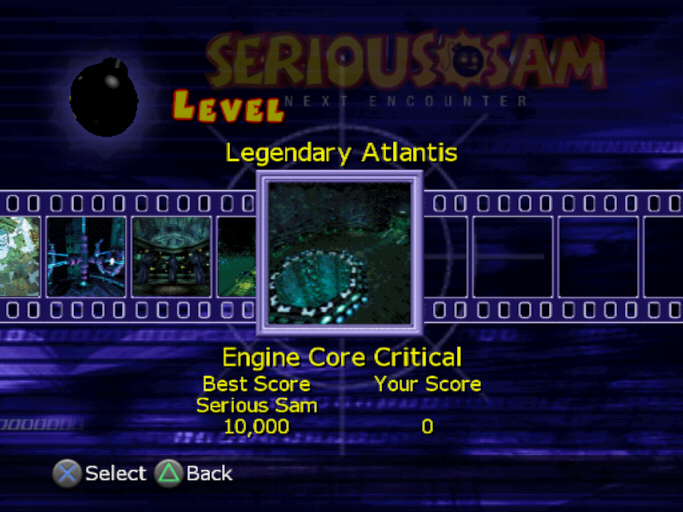 SERIOUS SAM
NEXT ENCOUNTER
LEVEL
Legendary Atlantis
Engine Core Critical
Best Score Your Score
Serious Sam
10,000 0
Select Back